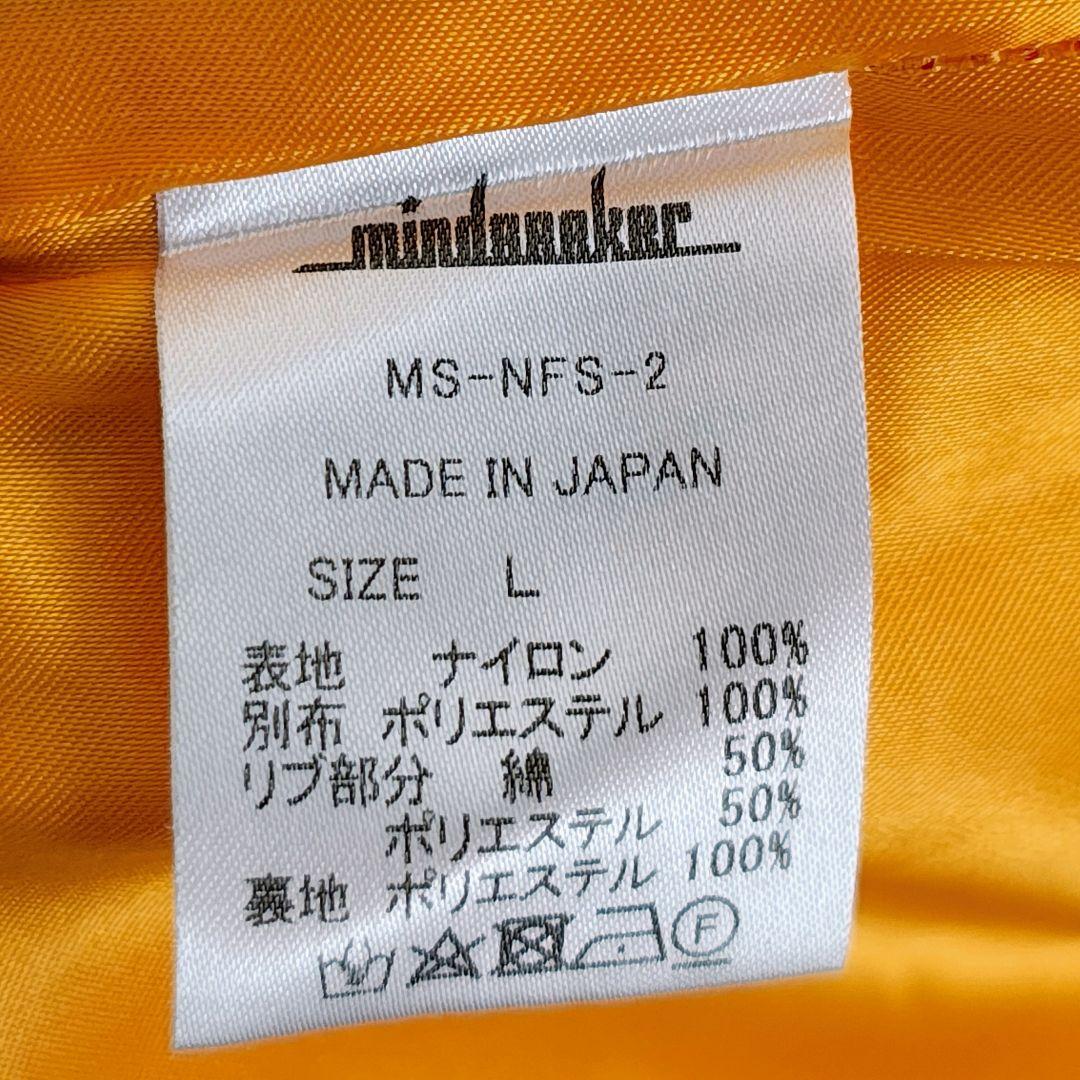 mindseeker
MS-NFS-2
MADE IN JAPAN
SIZE L
表地 ナイロン 100%
別布 ポリエステル 100%
リブ部分 綿 50%
ポリエステル 50%
裏地 ポリエステル 100%
F